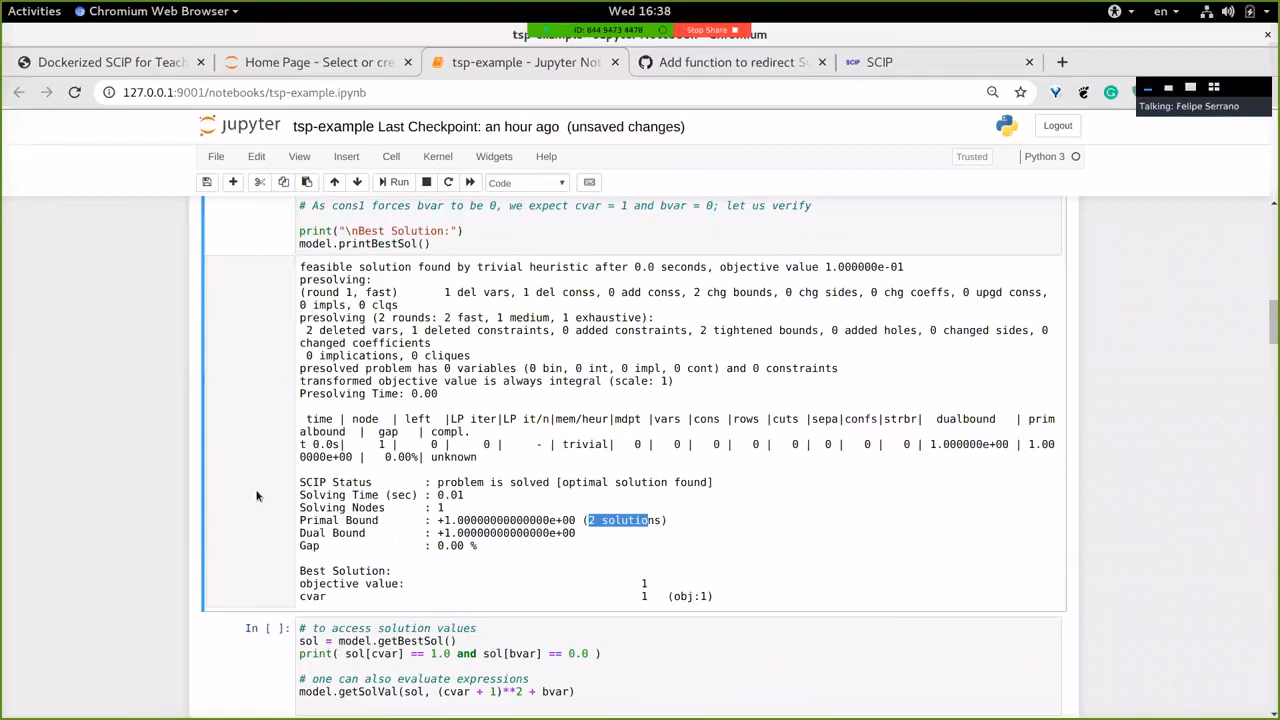 Activities
Chromium Web Browser
Wed 16:38
en
ID: 844 9473 4478
Stop Share
Dockerized SCIP for Teach
Home Page - Select or cre
tsp-example - Jupyter Not
Add function to redirect S
SCIP
127.0.0.1:9001/notebooks/tsp-example.ipynb
Talking: Felipe Serrano
jupyter
tsp-example Last Checkpoint: an hour ago (unsaved changes)
Logout
File Edit View Insert Cell Kernel Widgets Help
Trusted
Python 3
Run
Code
# As cons1 forces bvar to be 0, we expect cvar = 1 and bvar = 0; let us verify
print("\nBest Solution:")
model.printBestSol()
feasible solution found by trivial heuristic after 0.0 seconds, objective value 1.000000e-01
presolving:
(round 1, fast)       1 del vars, 1 del conss, 0 add conss, 2 chg bounds, 0 chg sides, 0 chg coeffs, 0 upgd conss,
0 impls, 0 clqs
presolving (2 rounds: 2 fast, 1 medium, 1 exhaustive):
2 deleted vars, 1 deleted constraints, 0 added constraints, 2 tightened bounds, 0 added holes, 0 changed sides, 0
changed coefficients
0 implications, 0 cliques
presolved problem has 0 variables (0 bin, 0 int, 0 impl, 0 cont) and 0 constraints
transformed objective value is always integral (scale: 1)
Presolving Time: 0.00
time | node  | left  |LP iter|LP it/n|mem/heur|mdpt |vars |cons |rows |cuts |sepa|confs|strbr|  dualbound   | prim
albound  |  gap   | compl.
t 0.0s|     1 |     0 |     0 |     - | trivial|   0 |   0 |   0 |   0 |   0 |  0 |   0 |   0 | 1.000000e+00 | 1.00
0000e+00 |   0.00%| unknown
SCIP Status        : problem is solved [optimal solution found]
Solving Time (sec) : 0.01
Solving Nodes      : 1
Primal Bound       : +1.00000000000000e+00 (2 solutions)
Dual Bound         : +1.00000000000000e+00
Gap                : 0.00 %
Best Solution:
objective value:                                    1
cvar                                                1   (obj:1)
In [ ]:
# to access solution values
sol = model.getBestSol()
print( sol[cvar] == 1.0 and sol[bvar] == 0.0 )
# one can also evaluate expressions
model.getSolVal(sol, (cvar + 1)**2 + bvar)